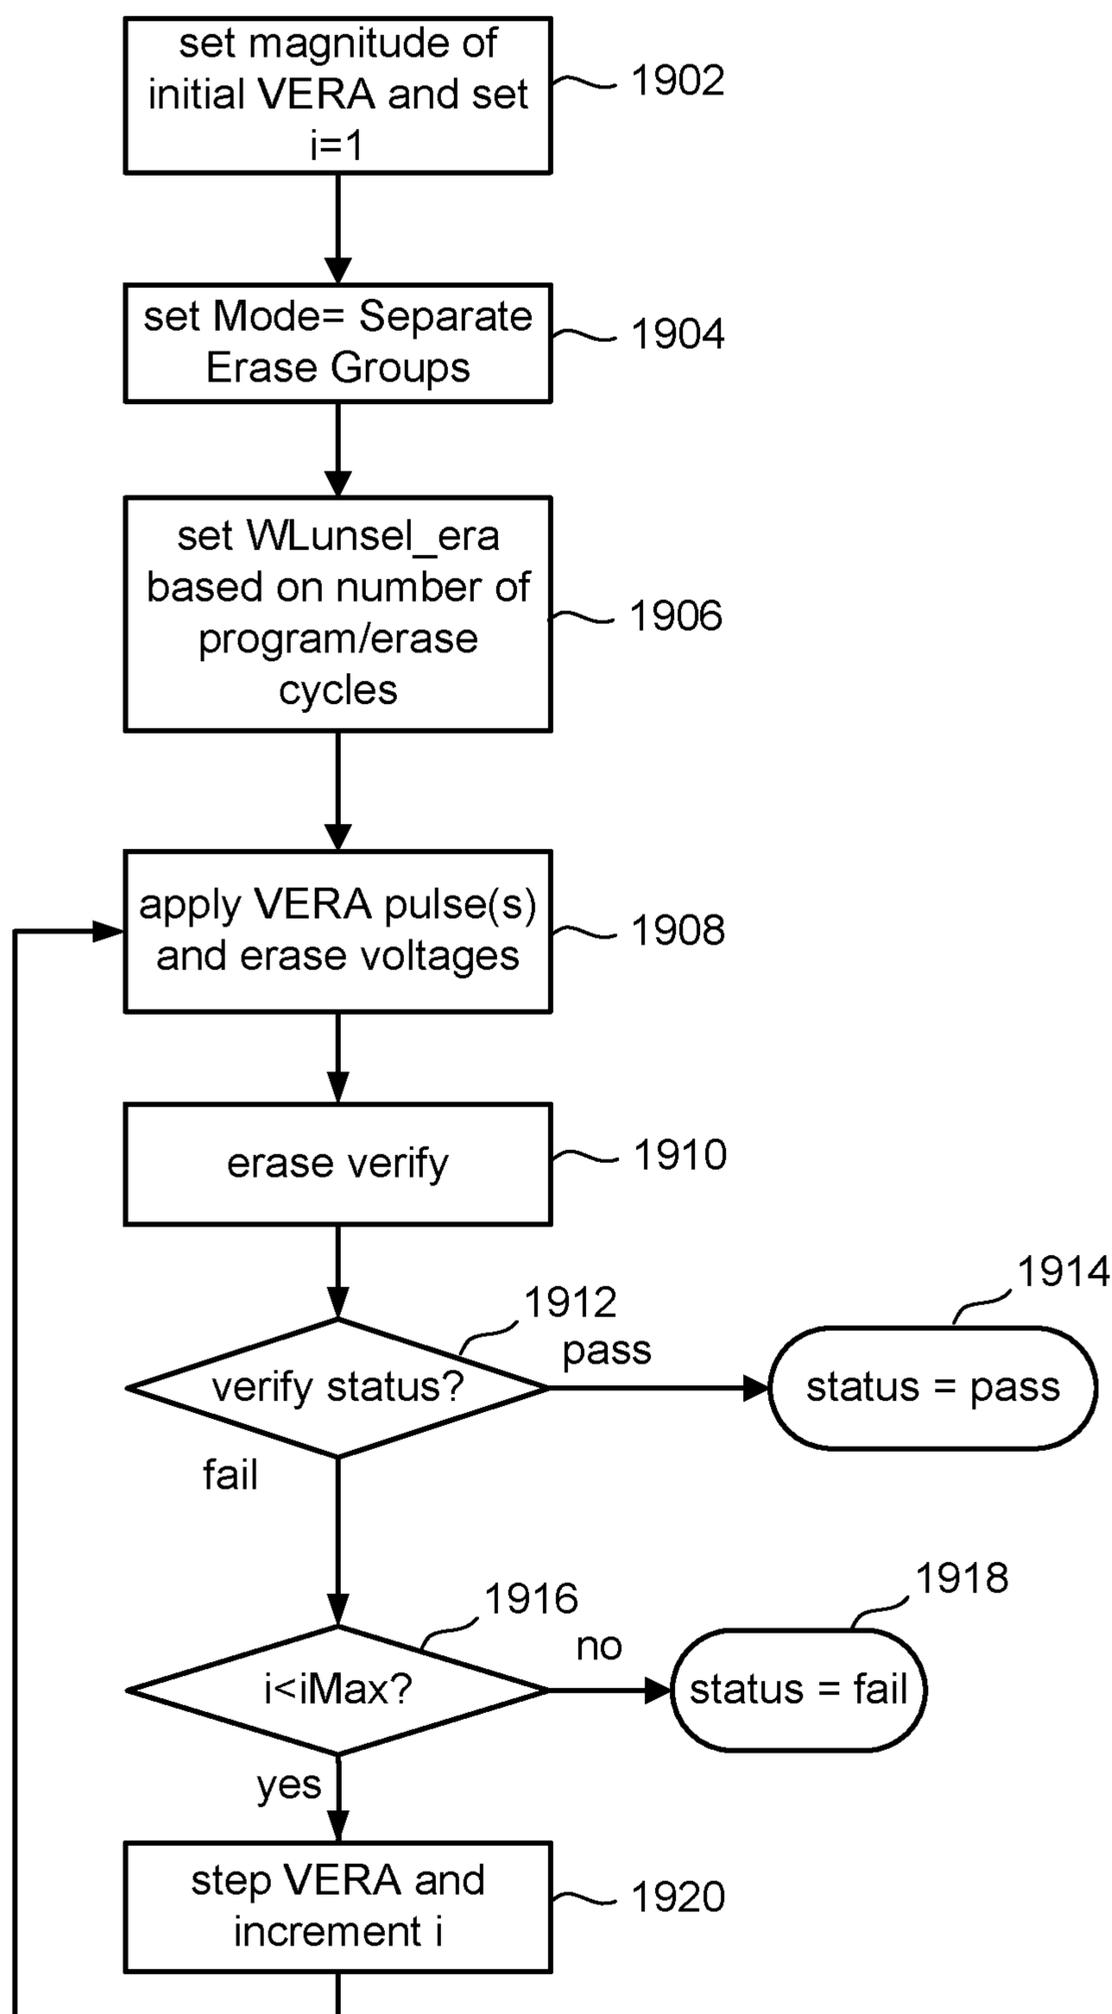 set magnitude of
initial VERA and set
i=1
1902
set Mode= Separate
Erase Groups
1904
set WLunsel_era
based on number of
program/erase
cycles
1906
apply VERA pulse(s)
and erase voltages
1908
erase verify
1910
1912
verify status?
pass
1914
status = pass
fail
1916
i<iMax?
no
1918
status = fail
yes
step VERA and
increment i
1920